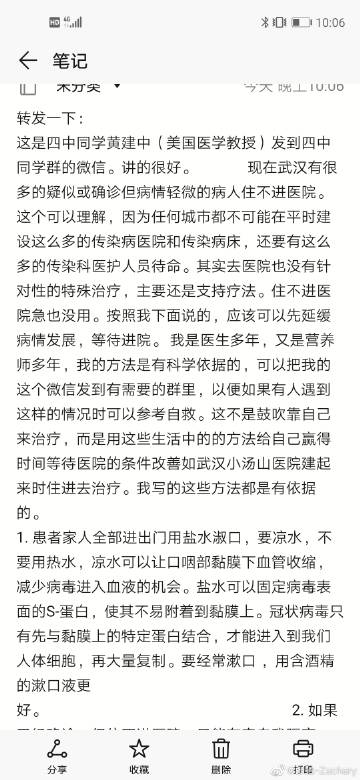 HD 4G 10:06
笔记
未分类 今天 晚上10:06
转发一下：
这是四中同学黄建中（美国医学教授）发到四中
同学群的微信。讲的很好。 现在武汉有很
多的疑似或确诊但病情轻微的病人住不进医院。
这个可以理解，因为任何城市都不可能在平时建
设这么多的传染病医院和传染病床，还要有这么
多的传染科医护人员待命。其实去医院也没有针
对性的特殊治疗，主要还是支持疗法。住不进医
院急也没用。按照我下面说的，应该可以先延缓
病情发展，等待进院。 我是医生多年，又是营养
师多年，我的方法是有科学依据的，可以把我的
这个微信发到有需要的群里，以便如果有人遇到
这样的情况时可以参考自救。这不是鼓吹靠自己
来治疗，而是用这些生活中的的方法给自己赢得
时间等待医院的条件改善如武汉小汤山医院建起
来时住进去治疗。我写的这些方法都是有依据
的。
1. 患者家人全部进出门用盐水漱口，要凉水，不
要用热水，凉水可以让口咽部黏膜下血管收缩，
减少病毒进入血液的机会。盐水可以固定病毒表
面的S-蛋白，使其不易附着到黏膜上。冠状病毒只
有先与黏膜上的特定蛋白结合，才能进入到我们
人体细胞，再大量复制。要经常漱口 ，用含酒精
的漱口液更
好。 2. 如果
分享 收藏 删除 打印